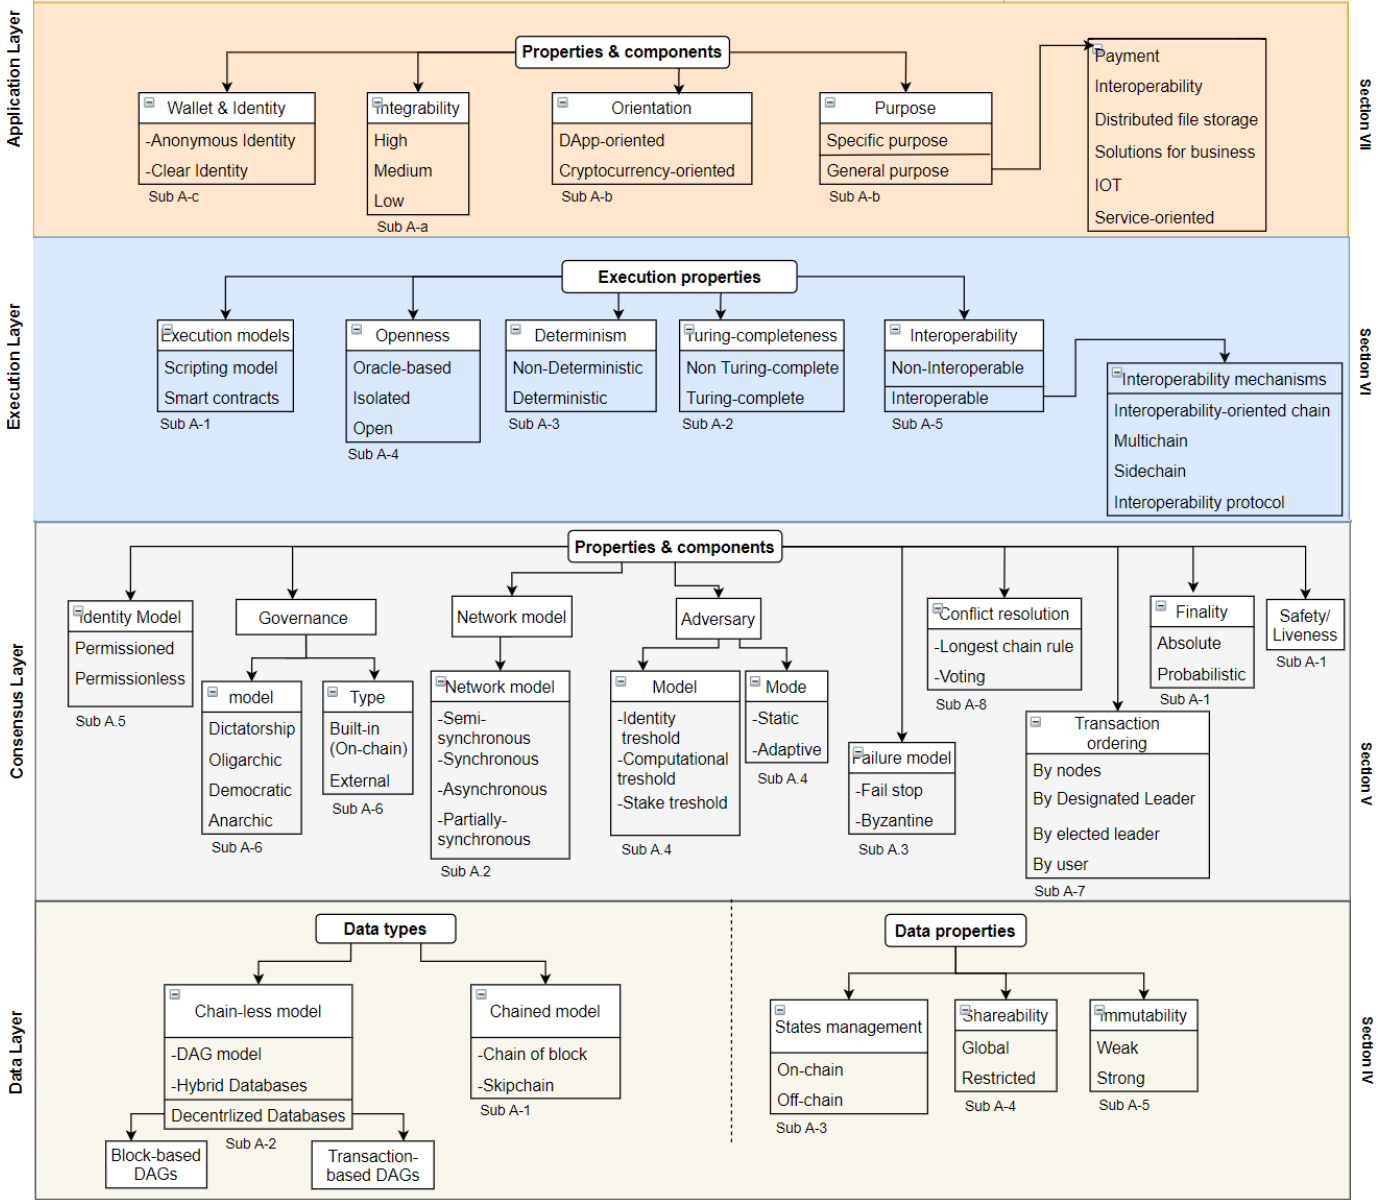 Application Layer
Properties & components
Wallet & Identity
-Anonymous Identity
-Clear Identity
Sub A-c
Integrability
High
Medium
Low
Sub A-a
Orientation
DApp-oriented
Cryptocurrency-oriented
Sub A-b
Purpose
Specific purpose
General purpose
Sub A-b
Payment
Interoperability
Distributed file storage
Solutions for business
IOT
Service-oriented
Section VII
Execution Layer
Execution properties
Execution models
Scripting model
Smart contracts
Sub A-1
Openness
Oracle-based
Isolated
Open
Sub A-4
Determinism
Non-Deterministic
Deterministic
Sub A-3
Turing-completeness
Non Turing-complete
Turing-complete
Sub A-2
Interoperability
Non-Interoperable
Interoperable
Sub A-5
Interoperability mechanisms
Interoperability-oriented chain
Multichain
Sidechain
Interoperability protocol
Section VI
Consensus Layer
Properties & components
Identity Model
Permissioned
Permissionless
Sub A.5
Governance
model
Dictatorship
Oligarchic
Democratic
Anarchic
Sub A-6
Type
Built-in
(On-chain)
External
Sub A-6
Network model
Network model
-Semi-
synchronous
-Synchronous
-Asynchronous
-Partially-
synchronous
Sub A.2
Adversary
Model
-Identity
treshold
-Computational
treshold
-Stake treshold
Sub A.4
Mode
-Static
-Adaptive
Sub A.4
Failure model
-Fail stop
-Byzantine
Sub A.3
Conflict resolution
-Longest chain rule
-Voting
Sub A-8
Transaction
ordering
By nodes
By Designated Leader
By elected leader
By user
Sub A-7
Finality
Absolute
Probabilistic
Sub A-1
Safety/
Liveness
Sub A-1
Section V
Data Layer
Data types
Chain-less model
-DAG model
-Hybrid Databases
Decentrlized Databases
Sub A-2
Block-based
DAGs
Transaction-
based DAGs
Chained model
-Chain of block
-Skipchain
Sub A-1
Data properties
States management
On-chain
Off-chain
Sub A-3
Shareability
Global
Restricted
Sub A-4
Immutability
Weak
Strong
Sub A-5
Section IV